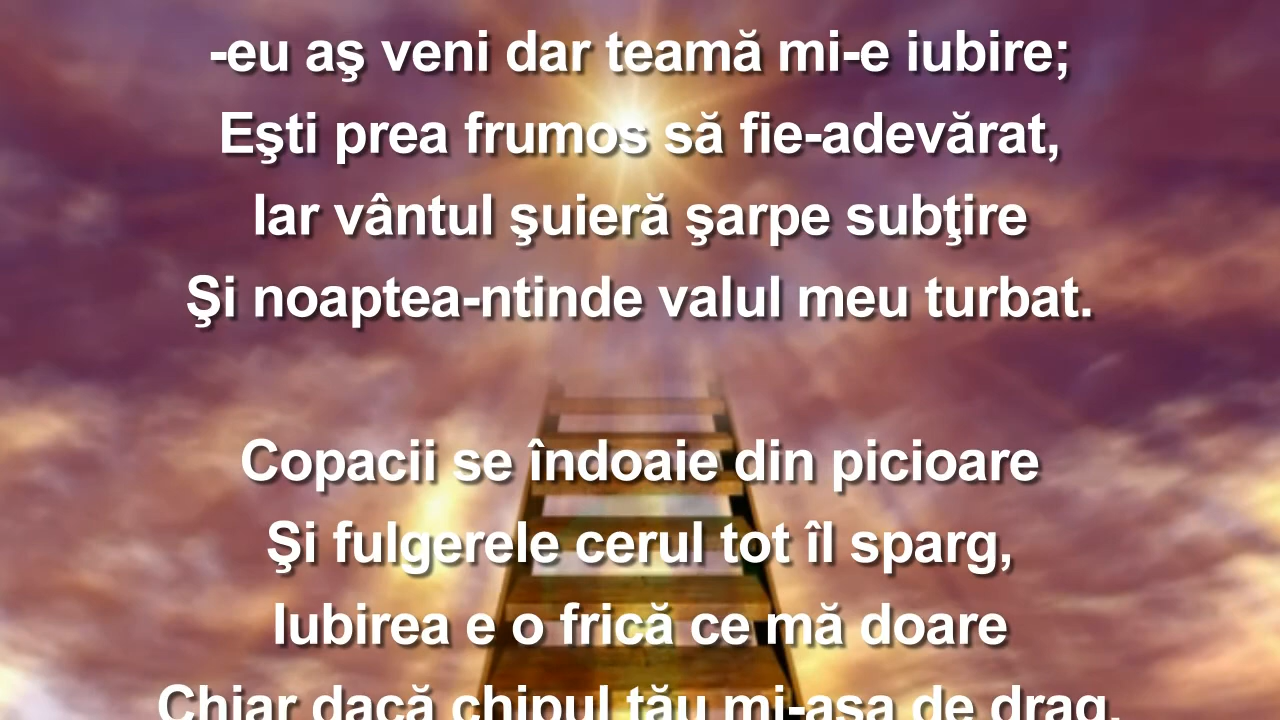 -eu aş veni dar teamă mi-e iubire;
Eşti prea frumos să fie-adevărat,
Iar vântul şuieră şarpe subţire
Şi noaptea-ntinde valul meu turbat.
Copacii se îndoaie din picioare
Şi fulgerele cerul tot îl sparg,
Iubirea e o frică ce mă doare
Chiar dacă chipul tău mi-aşa de drag.